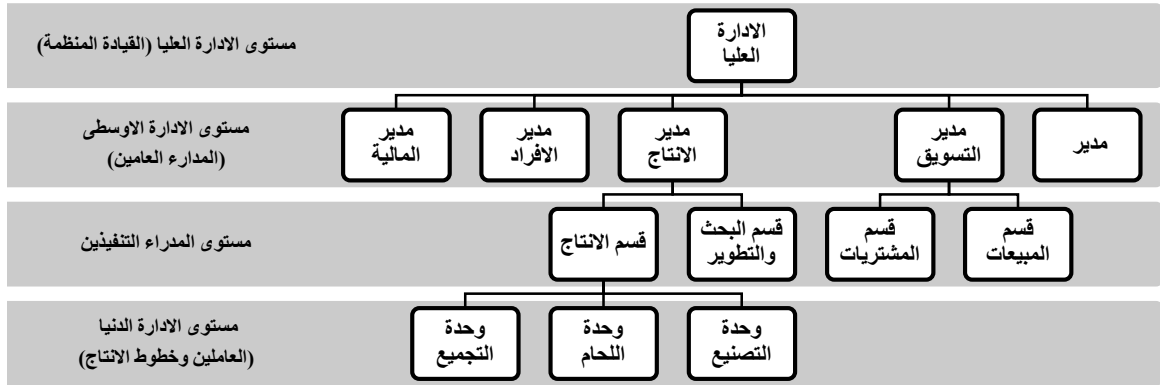 الادارة
العليا
مستوى الادارة العليا (القيادة المنظمة)
مدير
مدير
التسويق
مدير
الانتاج
مدير
الافراد
مدير
المالية
مستوى الادارة الاوسطى
(المدارء العامين)
قسم
المبيعات
قسم
المشتريات
قسم البحث
والتطوير
قسم الانتاج
مستوى المدراء التنفيذين
وحدة
التصنيع
وحدة
اللحام
وحدة
التجميع
مستوى الادارة الدنيا
(العاملين وخطوط الانتاج)